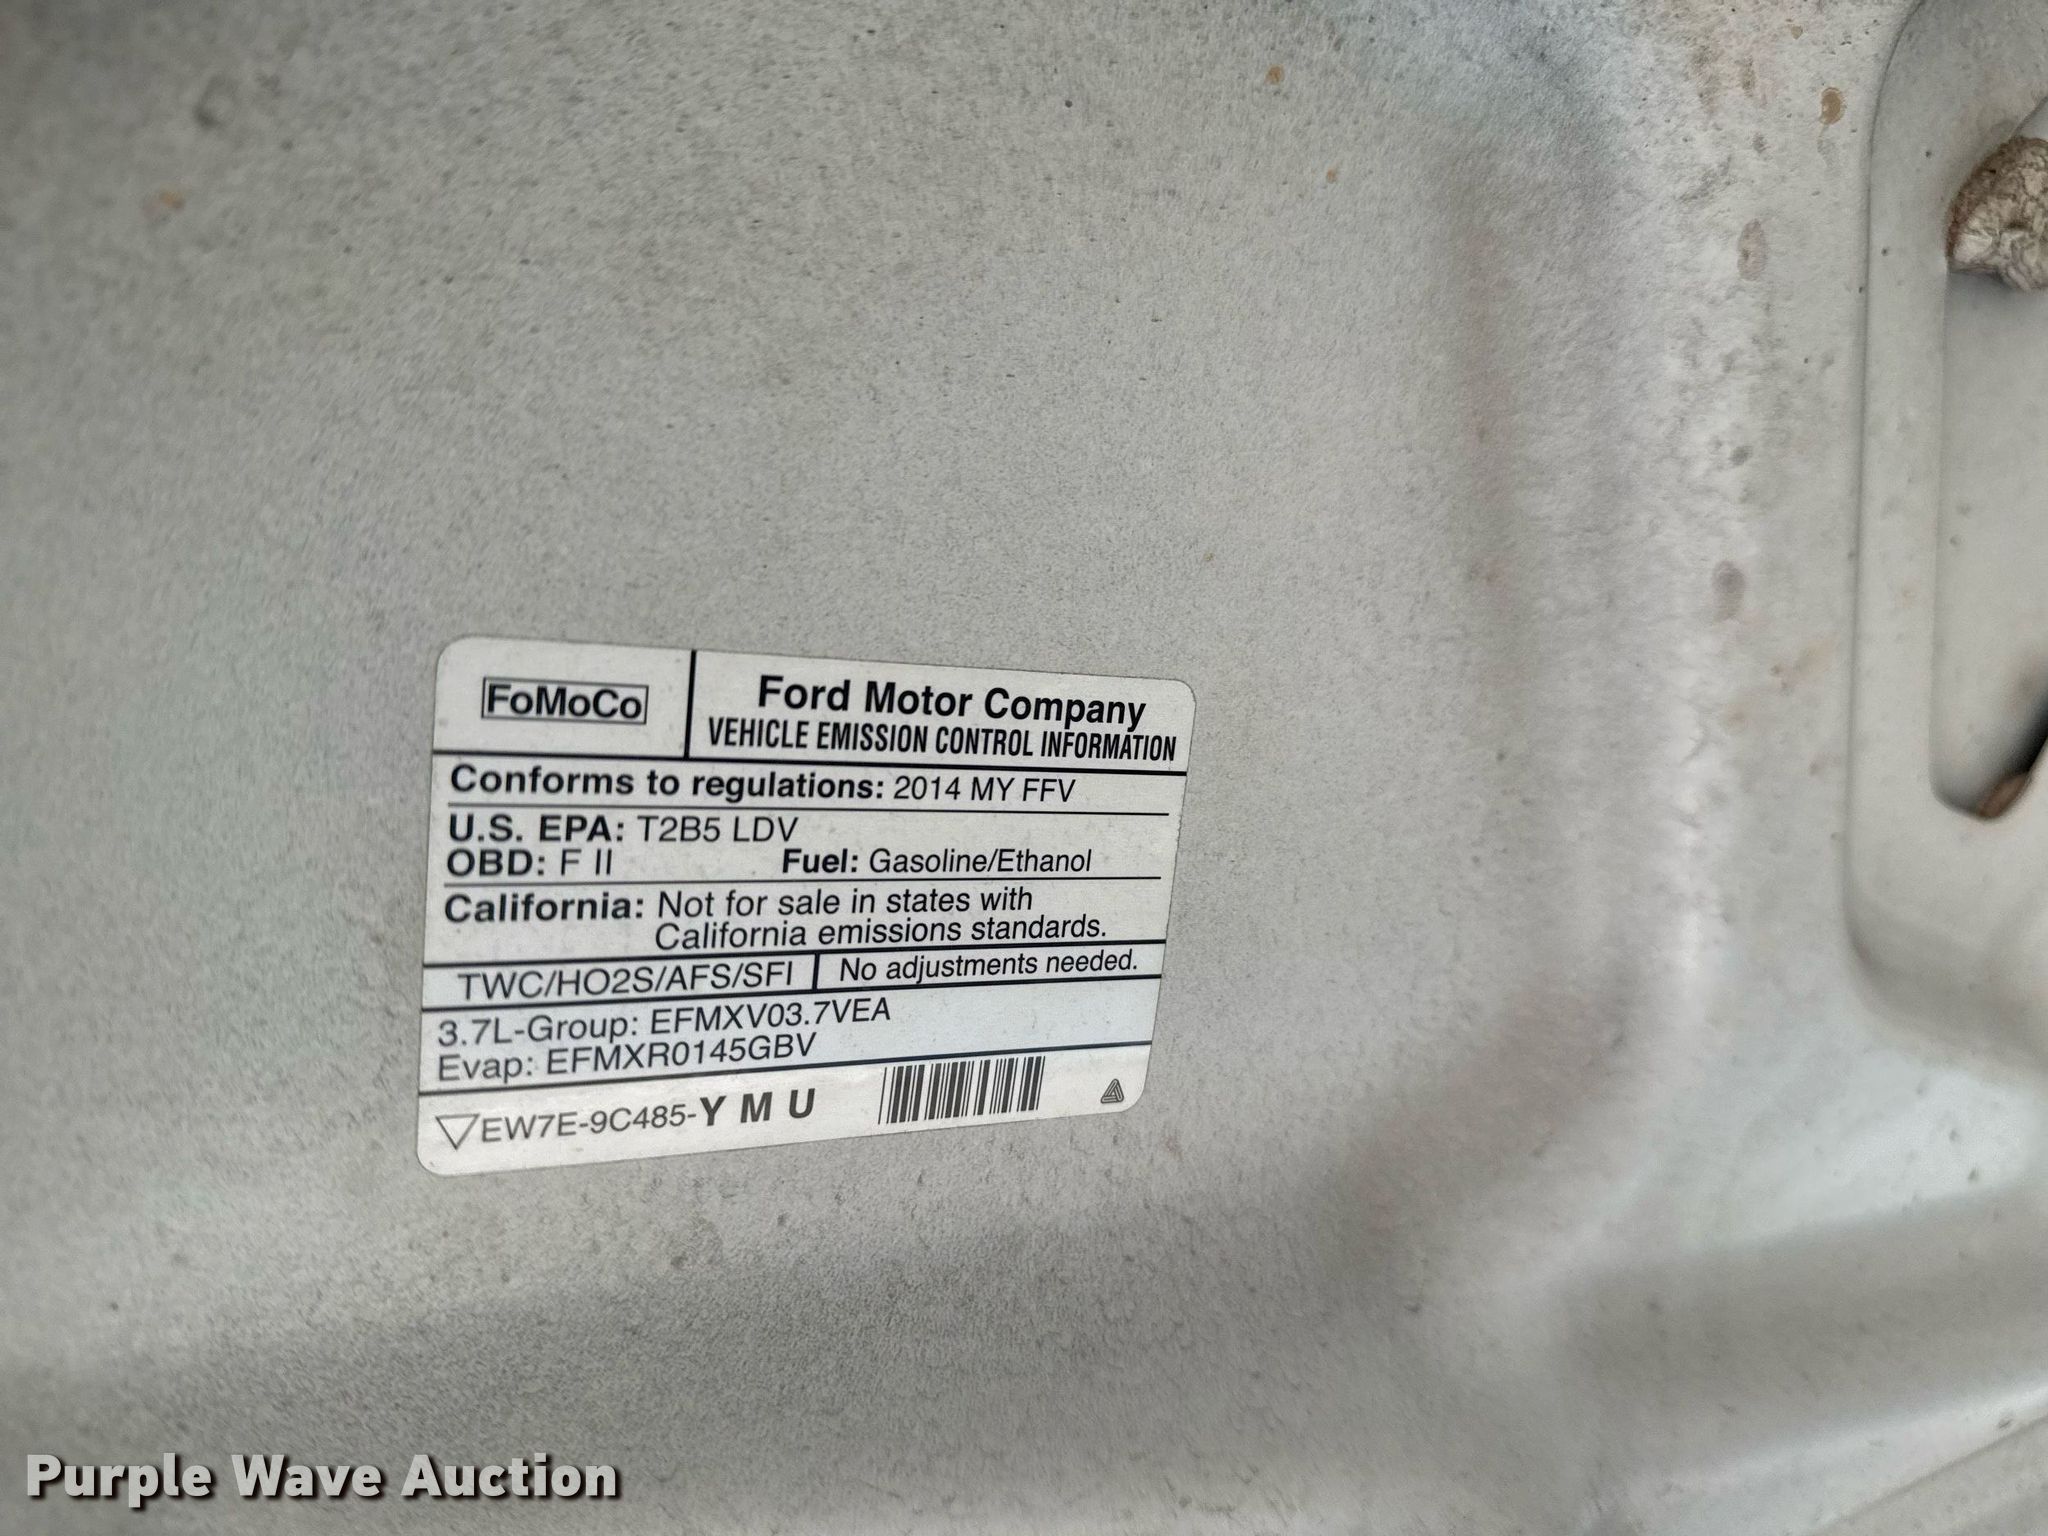 FoMoCo
Ford Motor Company
VEHICLE EMISSION CONTROL INFORMATION
Conforms to regulations: 2014 MY FFV
U.S. EPA: T2B5 LDV
OBD: F II Fuel: Gasoline/Ethanol
California: Not for sale in states with
California emissions standards.
TWC/HO2S/AFS/SFI No adjustments needed.
3.7L-Group: EFMXV03.7VEA
Evap: EFMXR0145GBV
EW7E-9C485-Y M U
Purple Wave Auction